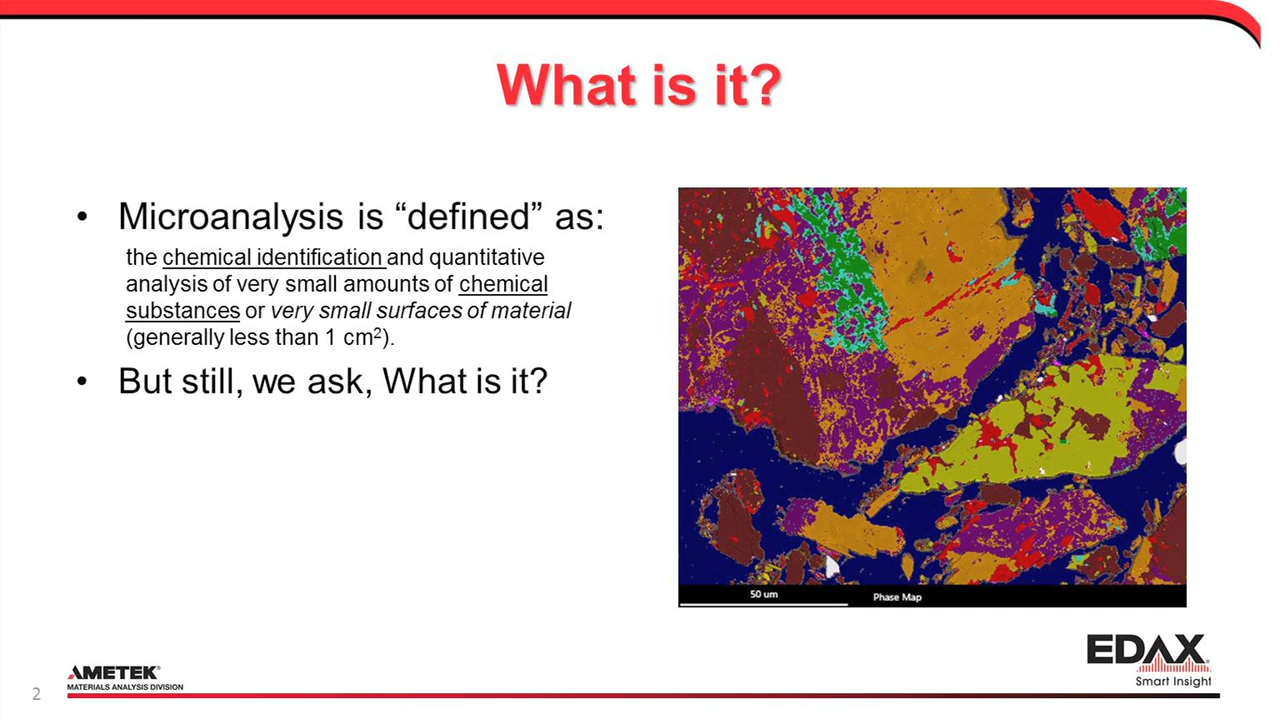 What is it?
• Microanalysis is “defined” as:
the chemical identification and quantitative
analysis of very small amounts of chemical
substances or very small surfaces of material
(generally less than 1 cm²).
• But still, we ask, What is it?
50 um
Phase Map
AMETEK®
MATERIALS ANALYSIS DIVISION
EDAX®
Smart Insight
2